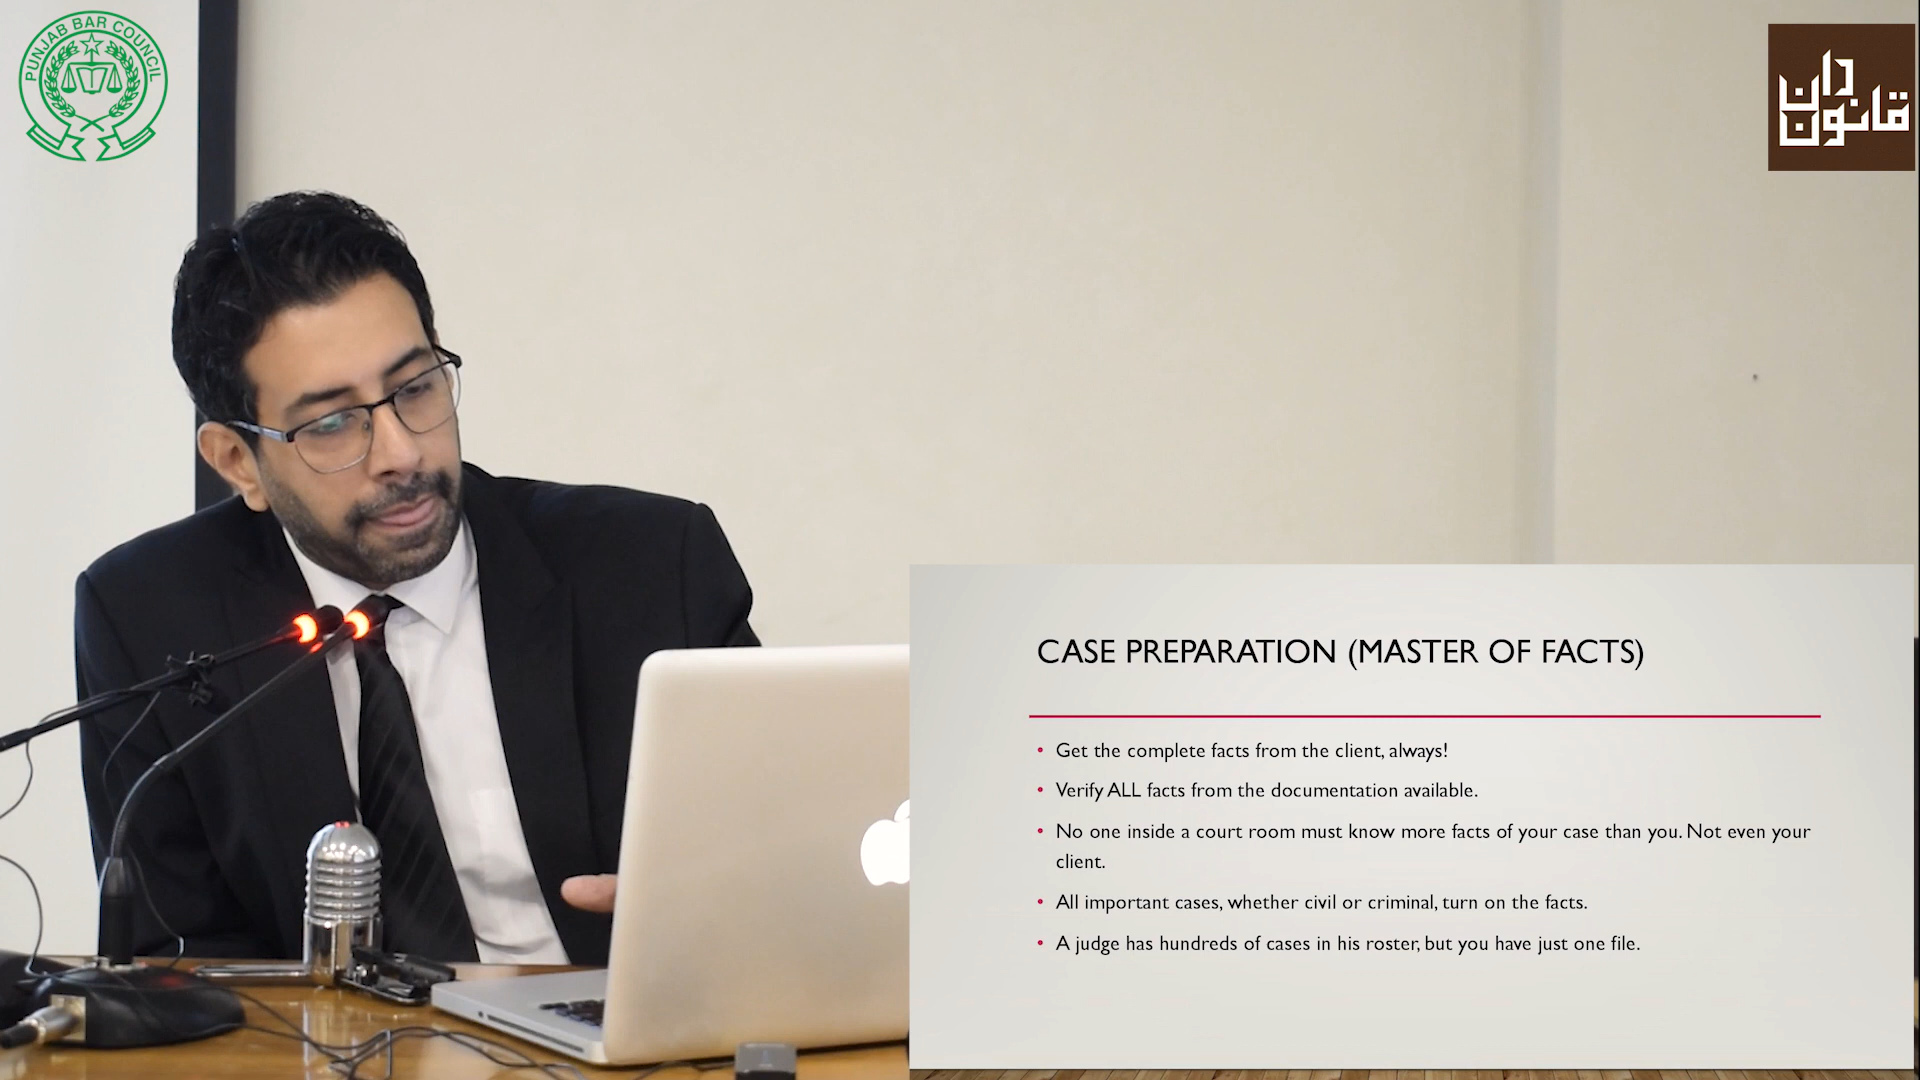 PUNJAB BAR COUNCIL
قانون دان
CASE PREPARATION (MASTER OF FACTS)
• Get the complete facts from the client, always!
• Verify ALL facts from the documentation available.
• No one inside a court room must know more facts of your case than you. Not even your
client.
• All important cases, whether civil or criminal, turn on the facts.
• A judge has hundreds of cases in his roster, but you have just one file.